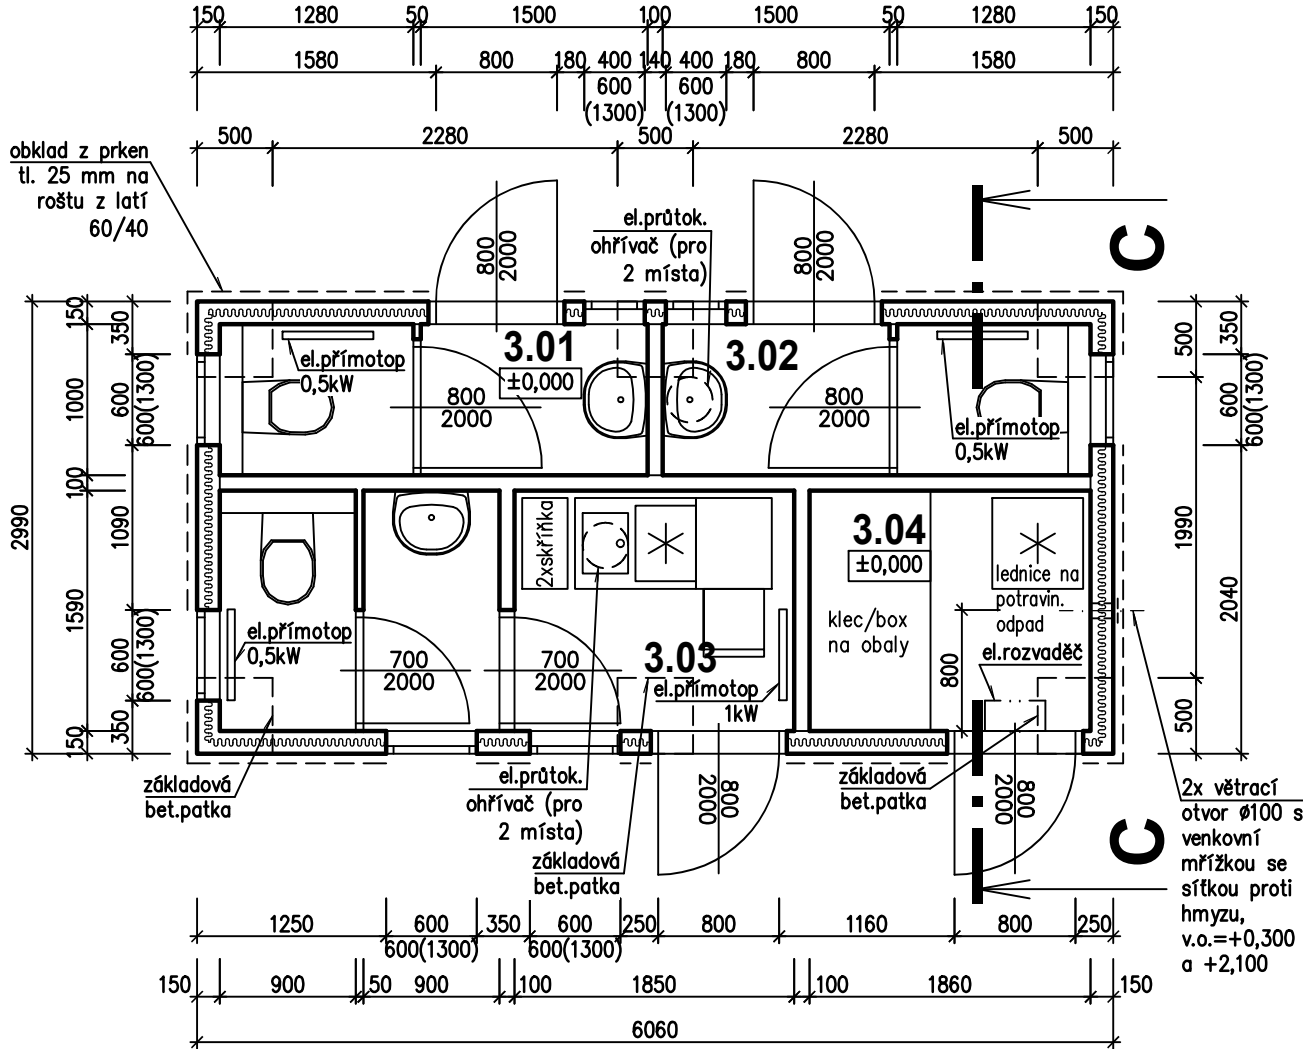 150 1280 50 1500 100 1500 50 1280 150
1580 800 180 400 140 400 180 800 1580
600 600
(1300) (1300)
500 2280 500 2280 500
obklad z prken
tl. 25 mm na
roštu z latí
60/40
el.průtok.
ohřívač (pro
2 místa)
800
2000
800
2000
C
3.01
±0,000
3.02
el.přímotop
0,5kW
800
2000
800
2000
el.přímotop
0,5kW
2990
150
1000
100
1590
150
350
600
600(1300)
1090
600
600(1300)
350
500
1990
500
350
600
600(1300)
2040
2xskříňka
3.04
±0,000
lednice na
potravin.
odpad
klec/box
na obaly
el.přímotop
0,5kW
700
2000
700
2000
3.03
el.přímotop
1kW
el.rozvaděč
800
základová
bet.patka
el.průtok.
ohřívač (pro
2 místa)
základová
bet.patka
800
2000
základová
bet.patka
800
2000
C
2x větrací
otvor ø100 s
venkovní
mřížkou se
síťkou proti
hmyzu,
v.o.=+0,300
a +2,100
1250 600 350 600 250 800 1160 800 250
600(1300) 600(1300)
150 900 50 900 100 1850 100 1860 150
6060